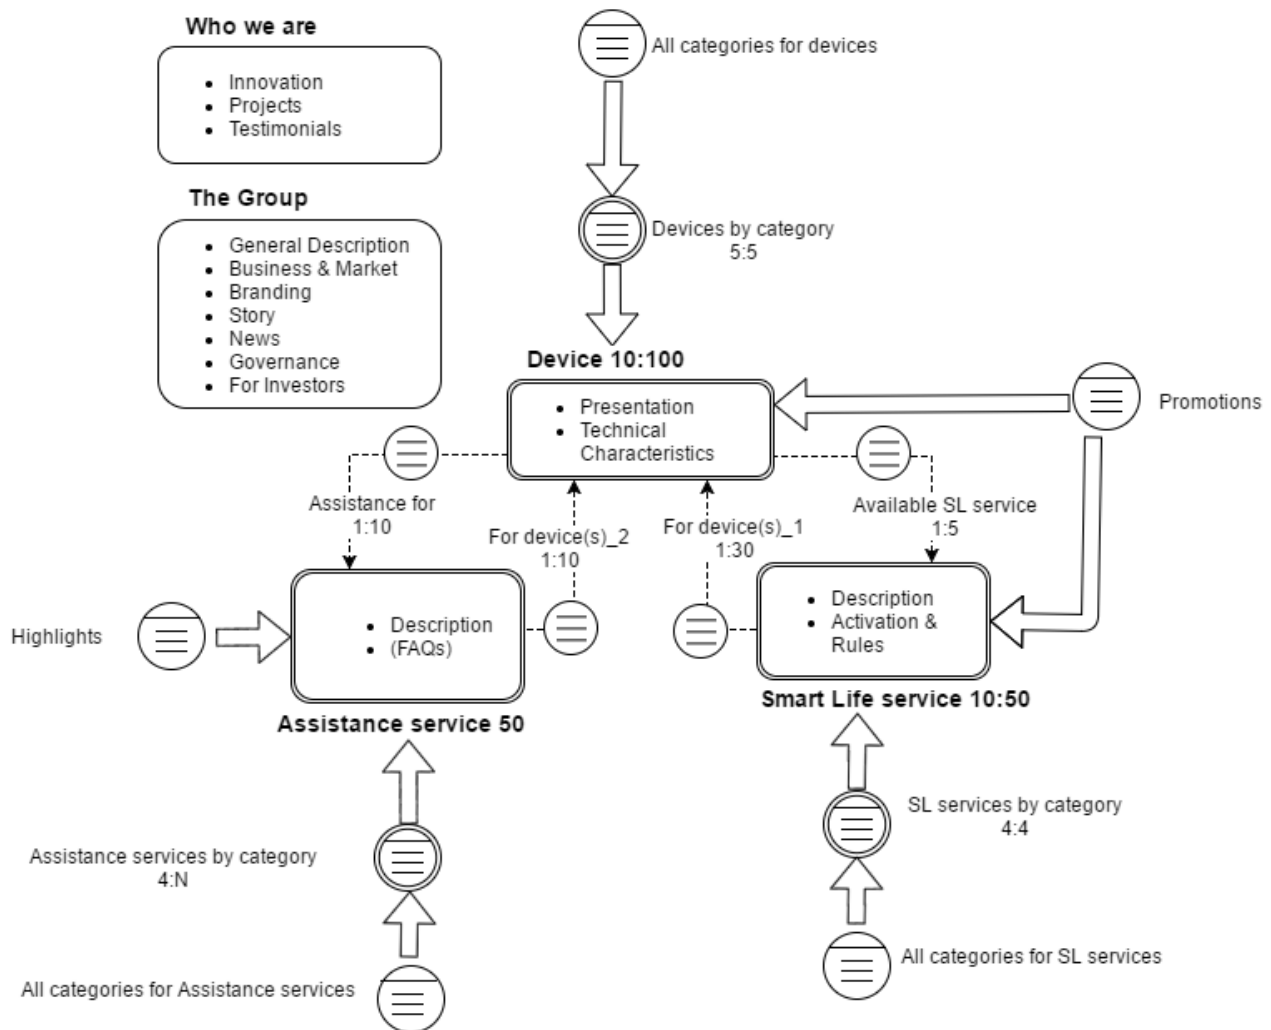 Who we are
Innovation
Projects
Testimonials
All categories for devices
The Group
General Description
Business & Market
Branding
Story
News
Governance
For Investors
Devices by category
5:5
Device 10:100
Presentation
Technical
Characteristics
Promotions
Assistance for
1:10
For device(s)_2
1:10
For device(s)_1
1:30
Available SL service
1:5
Highlights
Description
(FAQs)
Assistance service 50
Description
Activation &
Rules
Smart Life service 10:50
Assistance services by category
4:N
SL services by category
4:4
All categories for Assistance services
All categories for SL services